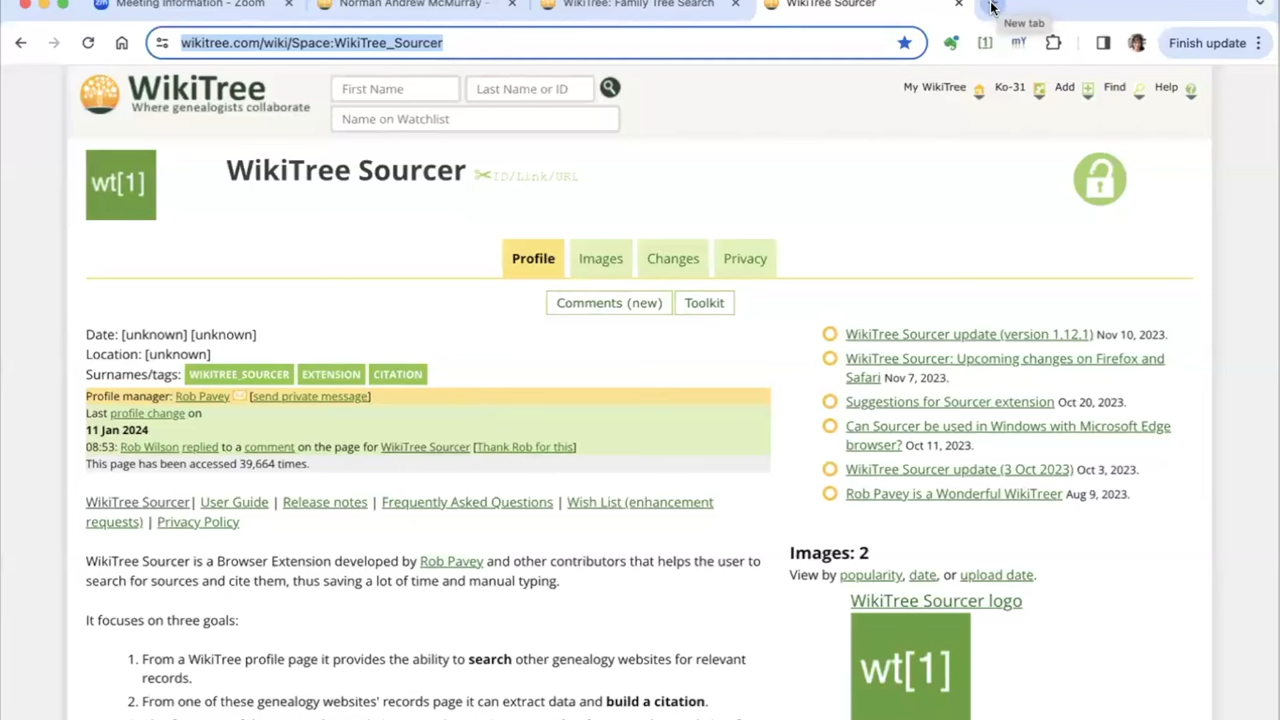 Meeting Information - Zoom
Norman Andrew McMurray -
WikiTree: Family Tree Search
WikiTree Sourcer
New tab
wikitree.com/wiki/Space:WikiTree_Sourcer
[1]
mY
Finish update
WikiTree
Where genealogists collaborate
First Name
Last Name or ID
Name on Watchlist
My WikiTree
Ko-31
Add
Find
Help
wt[1]
WikiTree Sourcer
ID/Link/URL
Profile
Images
Changes
Privacy
Comments (new)
Toolkit
Date: [unknown] [unknown]
Location: [unknown]
Surnames/tags: WIKITREE_SOURCER EXTENSION CITATION
Profile manager: Rob Pavey [send private message]
Last profile change on
11 Jan 2024
08:53: Rob Wilson replied to a comment on the page for WikiTree Sourcer [Thank Rob for this]
This page has been accessed 39,664 times.
WikiTree Sourcer| User Guide | Release notes | Frequently Asked Questions | Wish List (enhancement
requests) | Privacy Policy
WikiTree Sourcer is a Browser Extension developed by Rob Pavey and other contributors that helps the user to
search for sources and cite them, thus saving a lot of time and manual typing.
It focuses on three goals:
1. From a WikiTree profile page it provides the ability to search other genealogy websites for relevant
records.
2. From one of these genealogy websites' records page it can extract data and build a citation.
WikiTree Sourcer update (version 1.12.1) Nov 10, 2023.
WikiTree Sourcer: Upcoming changes on Firefox and
Safari Nov 7, 2023.
Suggestions for Sourcer extension Oct 20, 2023.
Can Sourcer be used in Windows with Microsoft Edge
browser? Oct 11, 2023.
WikiTree Sourcer update (3 Oct 2023) Oct 3, 2023.
Rob Pavey is a Wonderful WikiTreer Aug 9, 2023.
Images: 2
View by popularity, date, or upload date.
WikiTree Sourcer logo
wt[1]